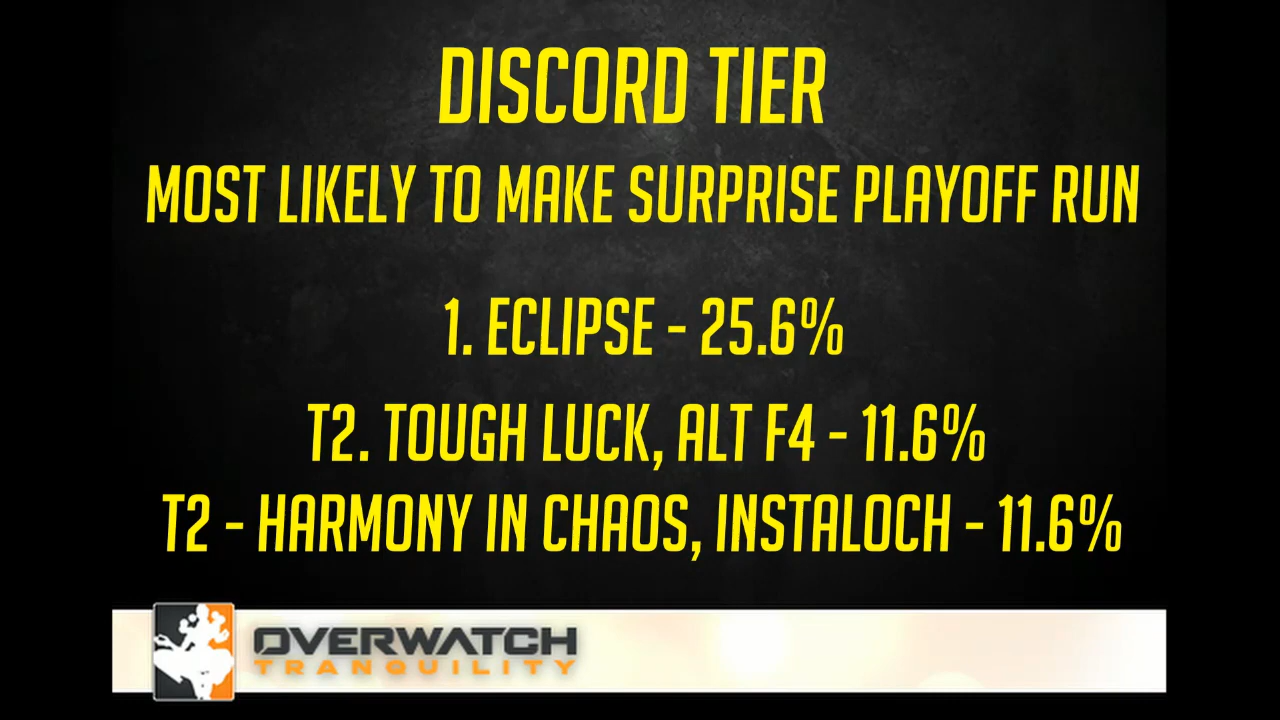 DISCORD TIER
MOST LIKELY TO MAKE SURPRISE PLAYOFF RUN
1. ECLIPSE - 25.6%
T2. TOUGH LUCK, ALT F4 - 11.6%
T2 - HARMONY IN CHAOS, INSTALOCH - 11.6%
OVERWATCH
TRANQUILITY